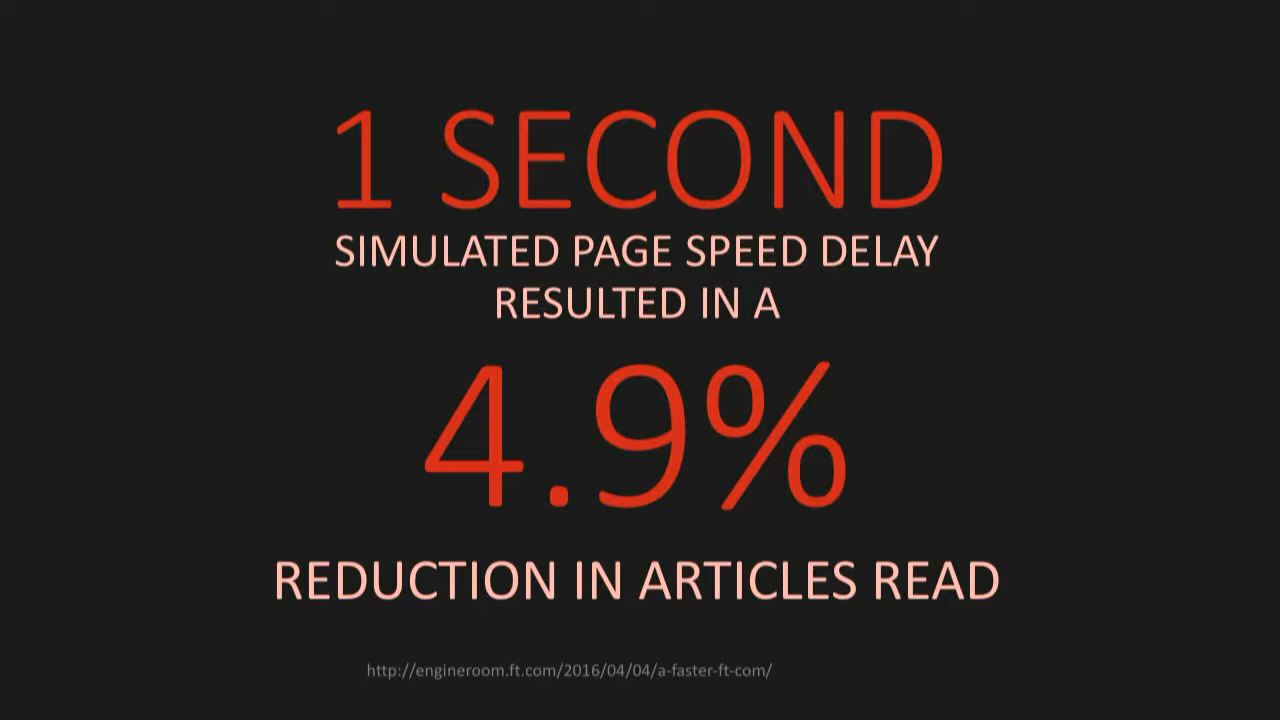 1 SECOND
SIMULATED PAGE SPEED DELAY
RESULTED IN A
4.9%
REDUCTION IN ARTICLES READ
http://engineroom.ft.com/2016/04/04/a-faster-ft-com/